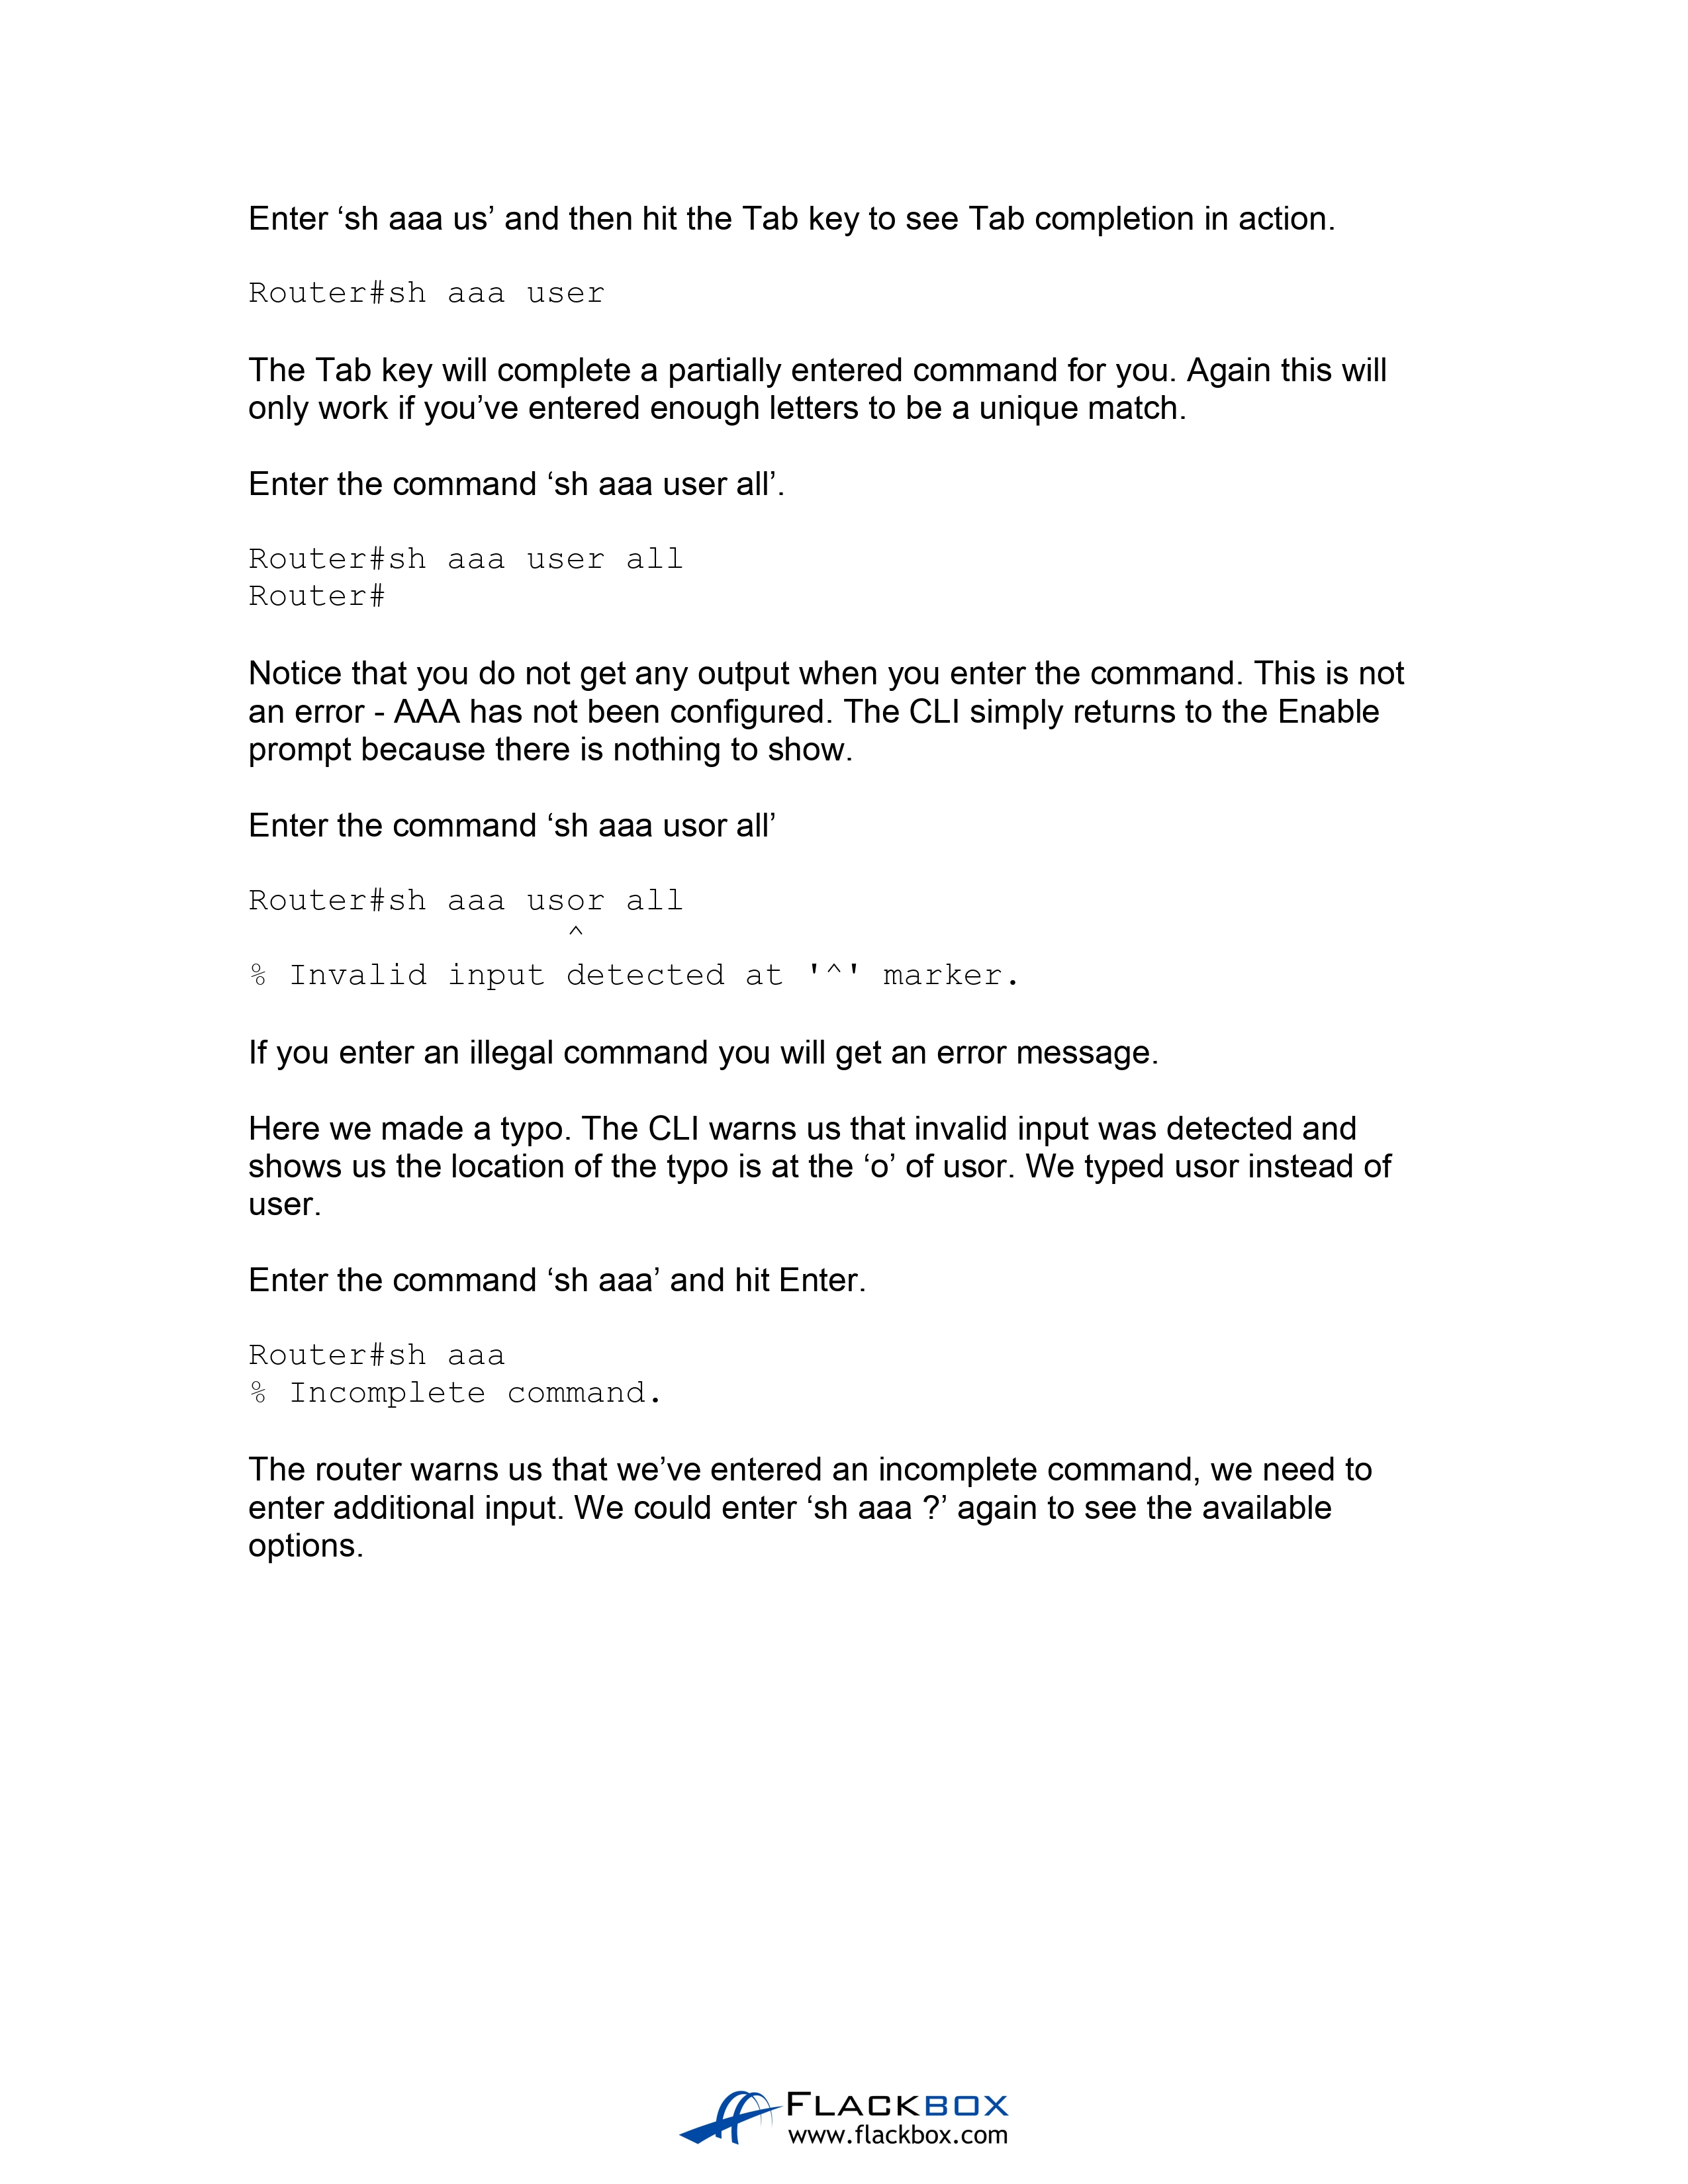 Enter ‘sh aaa us’ and then hit the Tab key to see Tab completion in action.
Router#sh aaa user
The Tab key will complete a partially entered command for you. Again this will
only work if you’ve entered enough letters to be a unique match.
Enter the command ‘sh aaa user all’.
Router#sh aaa user all
Router#
Notice that you do not get any output when you enter the command. This is not
an error - AAA has not been configured. The CLI simply returns to the Enable
prompt because there is nothing to show.
Enter the command ‘sh aaa usor all’
Router#sh aaa usor all
^
% Invalid input detected at '^' marker.
If you enter an illegal command you will get an error message.
Here we made a typo. The CLI warns us that invalid input was detected and
shows us the location of the typo is at the ‘o’ of usor. We typed usor instead of
user.
Enter the command ‘sh aaa’ and hit Enter.
Router#sh aaa
% Incomplete command.
The router warns us that we’ve entered an incomplete command, we need to
enter additional input. We could enter ‘sh aaa ?’ again to see the available
options.
FLACKBOX
www.flackbox.com